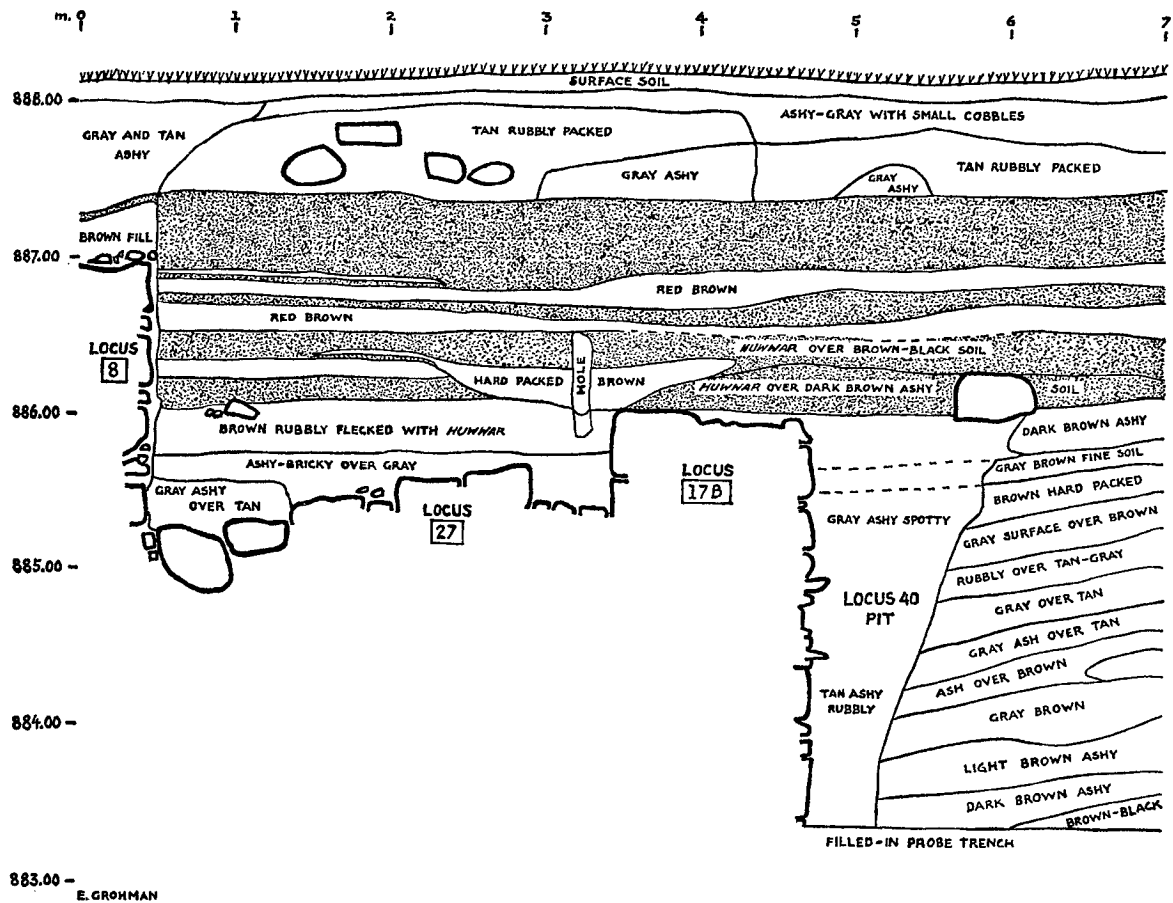 m. 0 1 2 3 4 5 6 7
SURFACE SOIL
888.00
ASHY-GRAY WITH SMALL COBBLES
GRAY AND TAN
ASHY
TAN RUBBLY PACKED
TAN RUBBLY PACKED
GRAY ASHY
GRAY
ASHY
BROWN FILL
887.00
RED BROWN
RED BROWN
LOCUS
8
HUWWAR OVER BROWN-BLACK SOIL
HARD PACKED
HOLE
BROWN
HUWWAR OVER DARK BROWN ASHY
SOIL
886.00
BROWN RUBBLY FLECKED WITH HUWWAR
DARK BROWN ASHY
ASHY-BRICKY OVER GRAY
GRAY BROWN FINE SOIL
LOCUS
17B
BROWN HARD PACKED
GRAY ASHY
OVER TAN
LOCUS
27
GRAY ASHY SPOTTY
GRAY SURFACE OVER BROWN
885.00
RUBBLY OVER TAN-GRAY
LOCUS 40
PIT
GRAY OVER TAN
GRAY ASH OVER TAN
ASH OVER BROWN
TAN ASHY
RUBBLY
GRAY BROWN
884.00
LIGHT BROWN ASHY
DARK BROWN ASHY
BROWN-BLACK
FILLED-IN PROBE TRENCH
883.00
E. GROHMAN